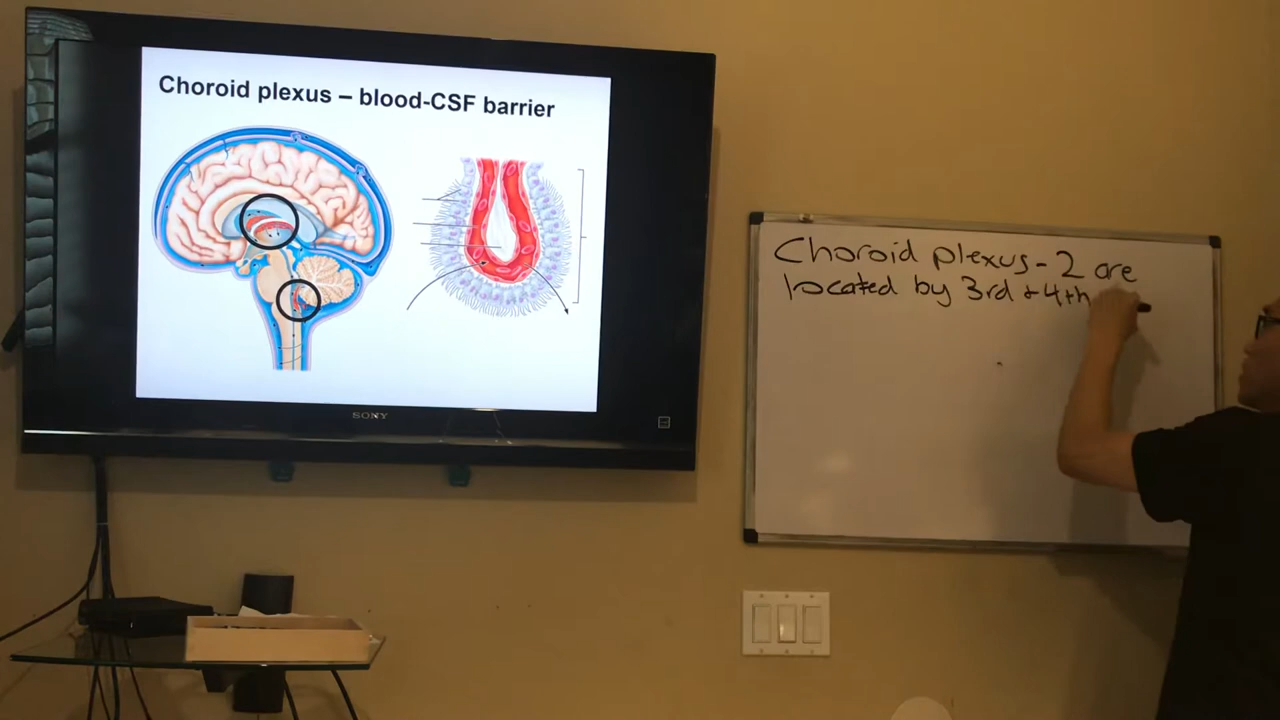 Choroid plexus – blood-CSF barrier
SONY
Choroid plexus - 2 are
located by 3rd + 4th